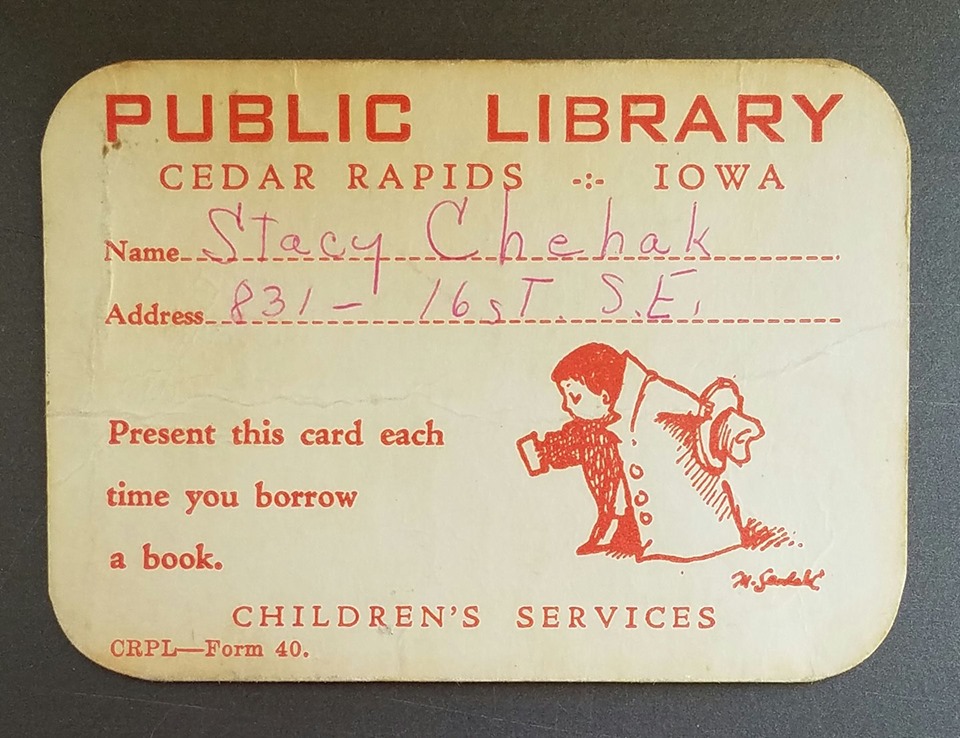 PUBLIC LIBRARY
CEDAR RAPIDS -:- IOWA
Name Stacy Chehak
Address 831 - 16 sT. S.E.
Present this card each
time you borrow
a book.
M. Sendak
CHILDREN'S SERVICES
CRPL—Form 40.